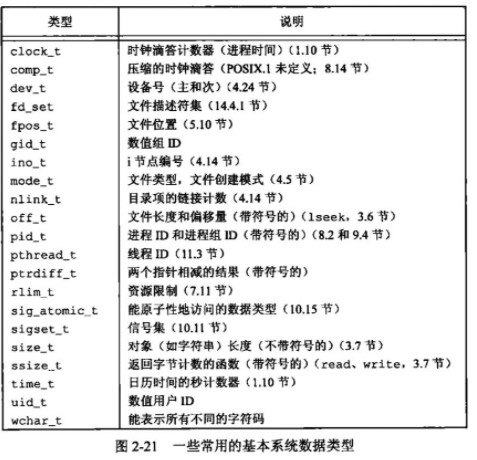 类型 说明
clock_t 时钟滴答计数器（进程时间）（1.10 节）
comp_t 压缩的时钟滴答（POSIX.1 未定义；8.14 节）
dev_t 设备号（主和次）（4.24 节）
fd_set 文件描述符集（14.4.1 节）
fpos_t 文件位置（5.10 节）
gid_t 数值组 ID
ino_t i 节点编号（4.14 节）
mode_t 文件类型，文件创建模式（4.5 节）
nlink_t 目录项的链接计数（4.14 节）
off_t 文件长度和偏移量（带符号的）（lseek，3.6 节）
pid_t 进程 ID 和进程组 ID（带符号的）（8.2 和 9.4 节）
pthread_t 线程 ID（11.3 节）
ptrdiff_t 两个指针相减的结果（带符号的）
rlim_t 资源限制（7.11 节）
sig_atomic_t 能原子性地访问的数据类型（10.15 节）
sigset_t 信号集（10.11 节）
size_t 对象（如字符串）长度（不带符号的）（3.7 节）
ssize_t 返回字节计数的函数（带符号的）（read、write，3.7 节）
time_t 日历时间的秒计数器（1.10 节）
uid_t 数值用户 ID
wchar_t 能表示所有不同的字符码
图 2-21 一些常用的基本系统数据类型